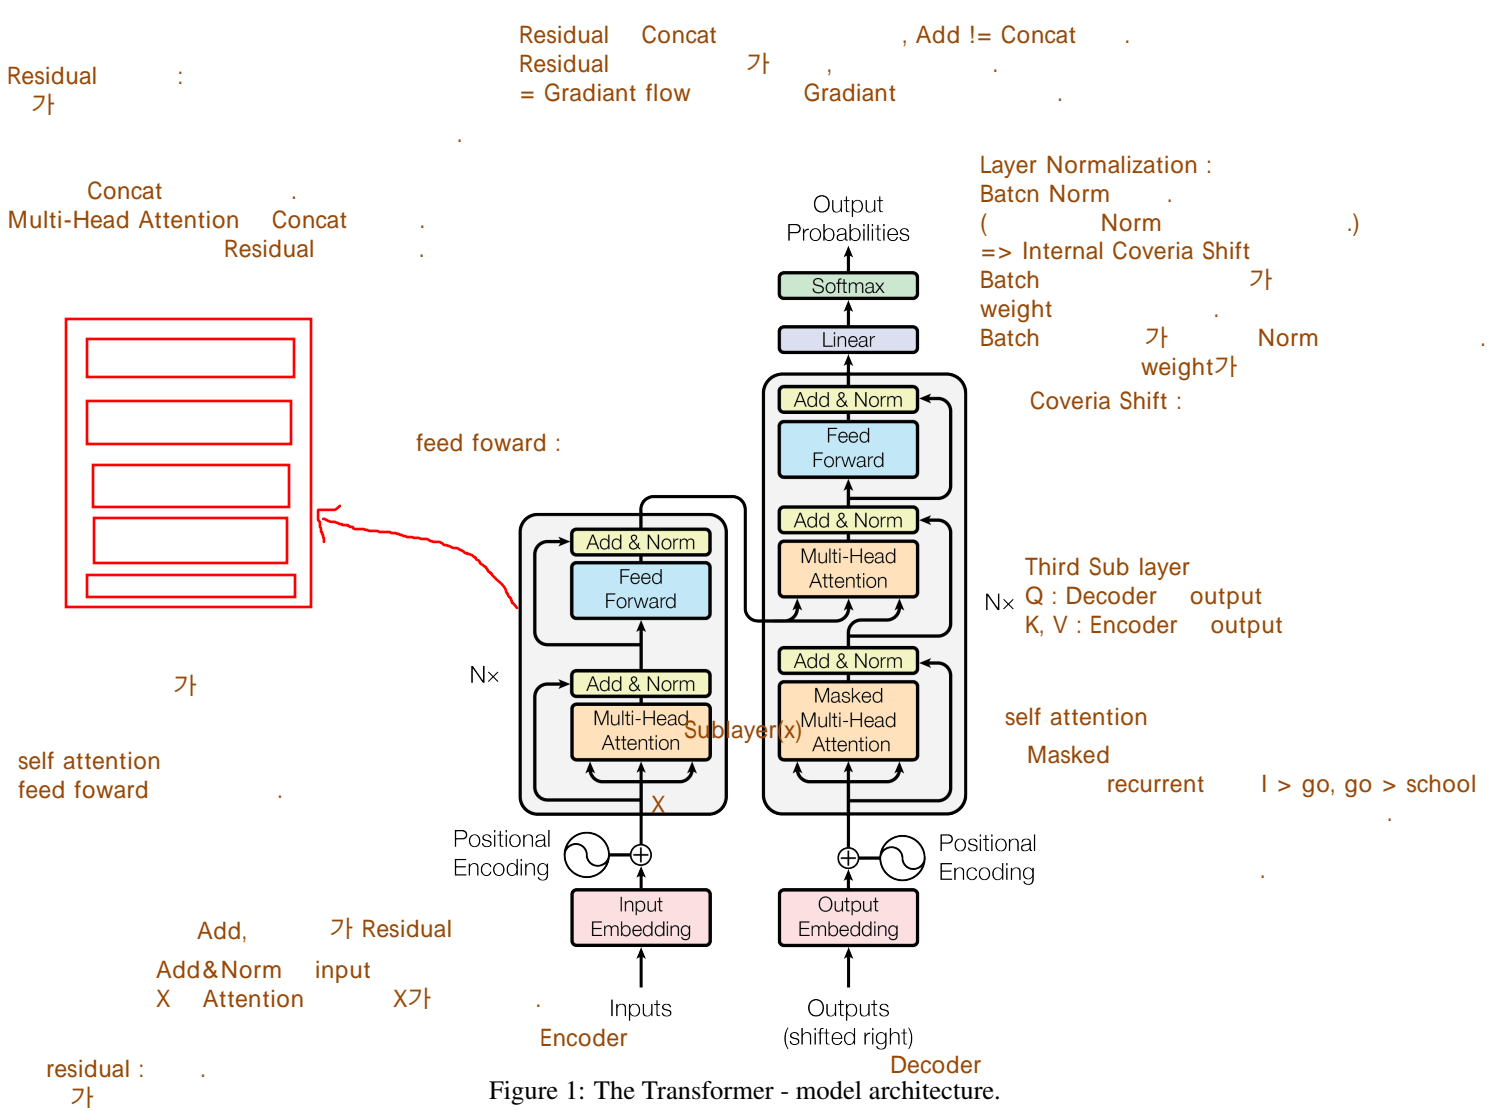 Residual Concat , Add != Concat .
Residual 가 , .
= Gradiant flow Gradiant .
Residual :
가
.
Concat .
Multi-Head Attention Concat .
Residual .
Layer Normalization :
Batcn Norm .
( Norm .)
=> Internal Coveria Shift
Batch 가
weight .
Batch 가 Norm .
weight가
Coveria Shift :
Output
Probabilities
Softmax
Linear
Add & Norm
Feed
Forward
Add & Norm
Multi-Head
Attention
Add & Norm
Masked
Multi-Head
Attention
N×
Third Sub layer
Q : Decoder output
K, V : Encoder output
self attention
Masked
recurrent I > go, go > school
.
.
feed foward :
Add & Norm
Feed
Forward
Add & Norm
Multi-Head
Attention
Sublayer(x)
N×
X
가
self attention
feed foward .
Positional
Encoding
Positional
Encoding
Input
Embedding
Output
Embedding
Add, 가 Residual
Add&Norm input
X Attention X가 .
Inputs
Outputs
(shifted right)
Encoder
Decoder
residual : .
가
Figure 1: The Transformer - model architecture.